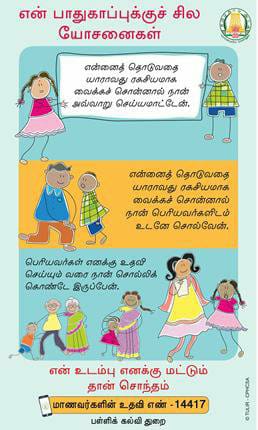 என் பாதுகாப்புக்குச் சில
யோசனைகள்
என்னைத் தொடுவதை
யாராவது ரகசியமாக
வைக்கச் சொன்னால் நான்
அவ்வாறு செய்யமாட்டேன்.
என்னைத் தொடுவதை
யாராவது ரகசியமாக
வைக்கச் சொன்னால்
நான் பெரியவர்களிடம்
உடனே சொல்வேன்.
பெரியவர்கள் எனக்கு உதவி
செய்யும் வரை நான் சொல்லிக்
கொண்டே இருப்பேன்.
என் உடம்பு எனக்கு மட்டும்
தான் சொந்தம்
மாணவர்களின் உதவி எண் -14417
பள்ளிக் கல்வி துறை
© TULIR - CPHCSA